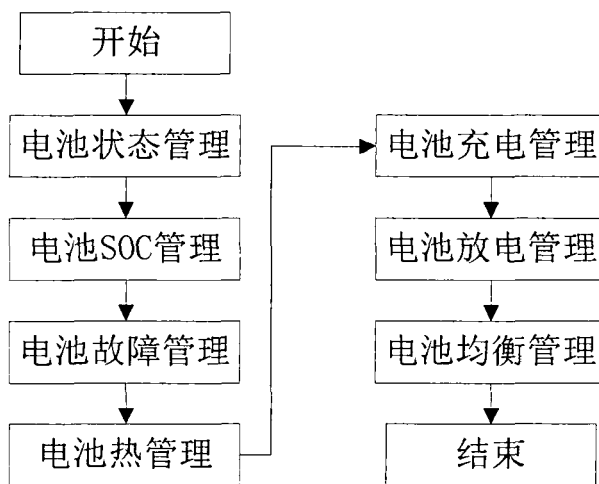 开始
电池状态管理
电池SOC管理
电池故障管理
电池热管理
电池充电管理
电池放电管理
电池均衡管理
结束